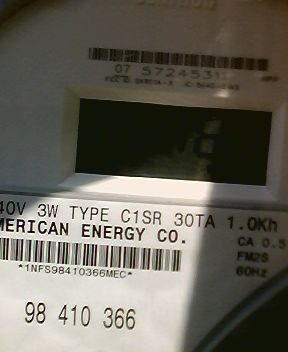 07 57245311
40V 3W TYPE C1SR 30TA 1.0Kh
MERICAN ENERGY CO.
CA 0.5
FM2S
60Hz
*1NFS98410366MEC*
98 410 366